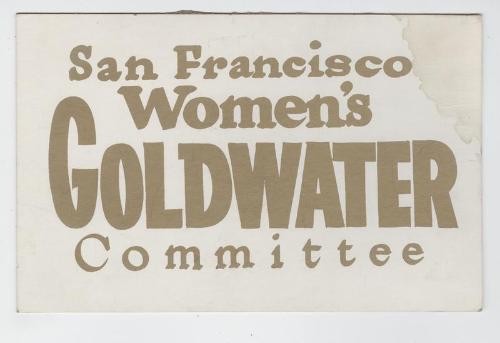 San Francisco
Women's
GOLDWATER
Committee